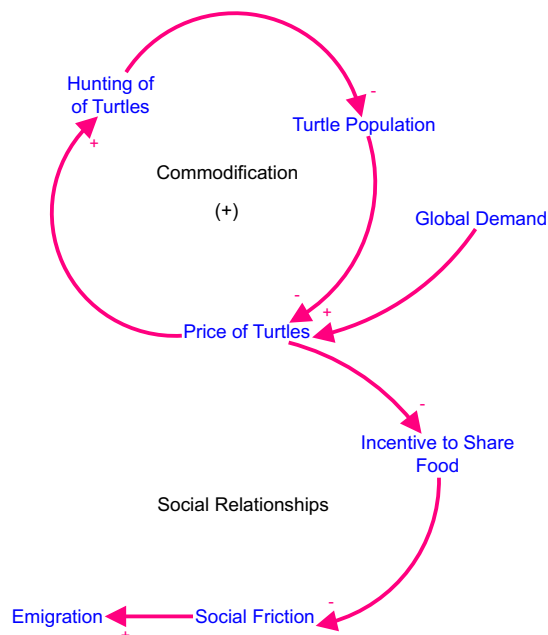 Hunting of
of Turtles
-
Turtle Population
+
Commodification
(+)
Global Demand
-
+
Price of Turtles
-
Incentive to Share
Food
Social Relationships
-
Emigration
Social Friction
+